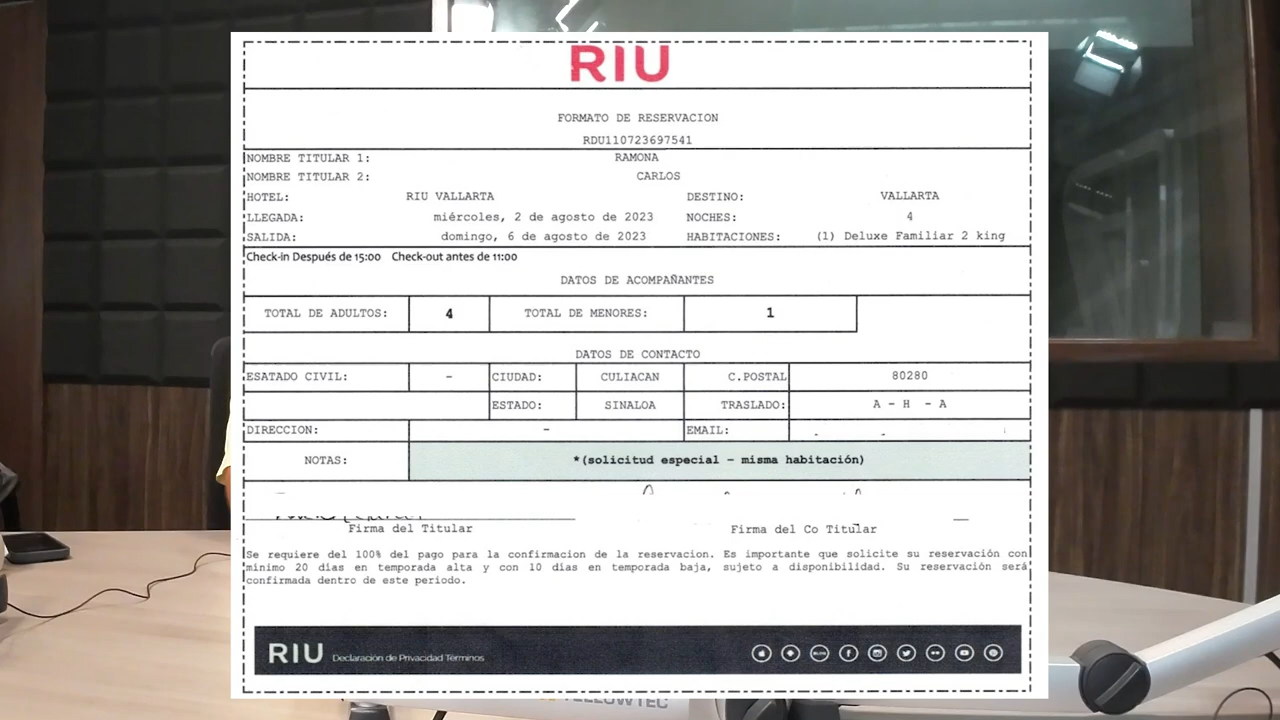 RIU
FORMATO DE RESERVACION
RDU110723697541
NOMBRE TITULAR 1: RAMONA
NOMBRE TITULAR 2: CARLOS
HOTEL: RIU VALLARTA DESTINO: VALLARTA
LLEGADA: miércoles, 2 de agosto de 2023 NOCHES: 4
SALIDA: domingo, 6 de agosto de 2023 HABITACIONES: (1) Deluxe Familiar 2 king
Check-in Después de 15:00 Check-out antes de 11:00
DATOS DE ACOMPAÑANTES
TOTAL DE ADULTOS: 4 TOTAL DE MENORES: 1
DATOS DE CONTACTO
ESATADO CIVIL: - CIUDAD: CULIACAN C.POSTAL 80280
ESTADO: SINALOA TRASLADO: A - H - A
DIRECCION: - EMAIL:
NOTAS: *(solicitud especial - misma habitación)
Firma del Titular Firma del Co Titular
Se requiere del 100% del pago para la confirmacion de la reservacion. Es importante que solicite su reservación con
minimo 20 dias en temporada alta y con 10 dias en temporada baja, sujeto a disponibilidad. Su reservación será
confirmada dentro de este periodo.
RIU Declaración de Privacidad Términos
YELLOWTEC